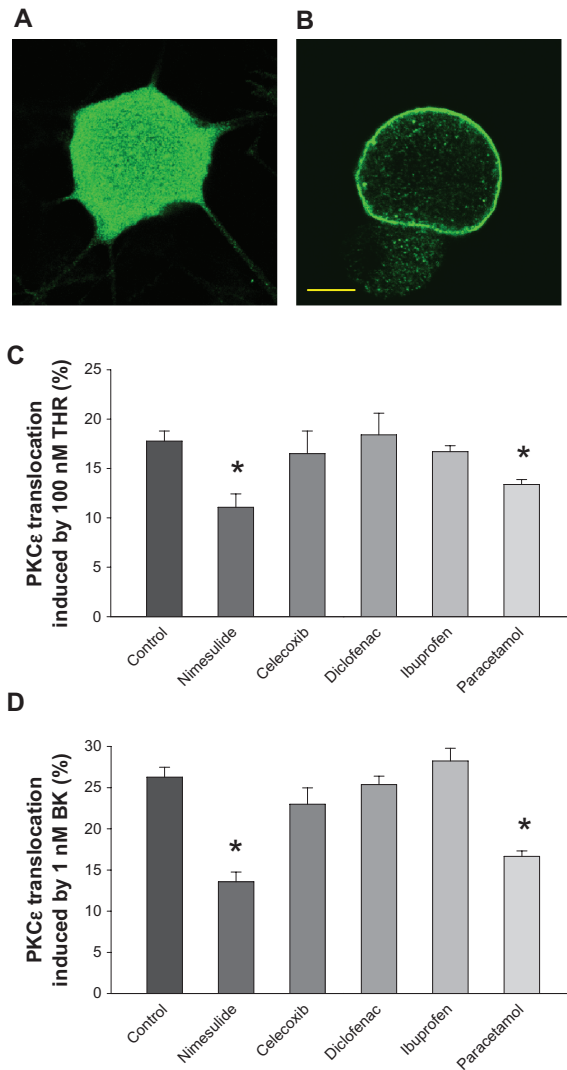 A
B
C
PKCε translocation
induced by 100 nM THR (%)
25
20
15
10
5
0
*
*
Control
Nimesulide
Celecoxib
Diclofenac
Ibuprofen
Paracetamol
D
PKCε translocation
induced by 1 nM BK (%)
30
25
20
15
10
5
0
*
*
Control
Nimesulide
Celecoxib
Diclofenac
Ibuprofen
Paracetamol